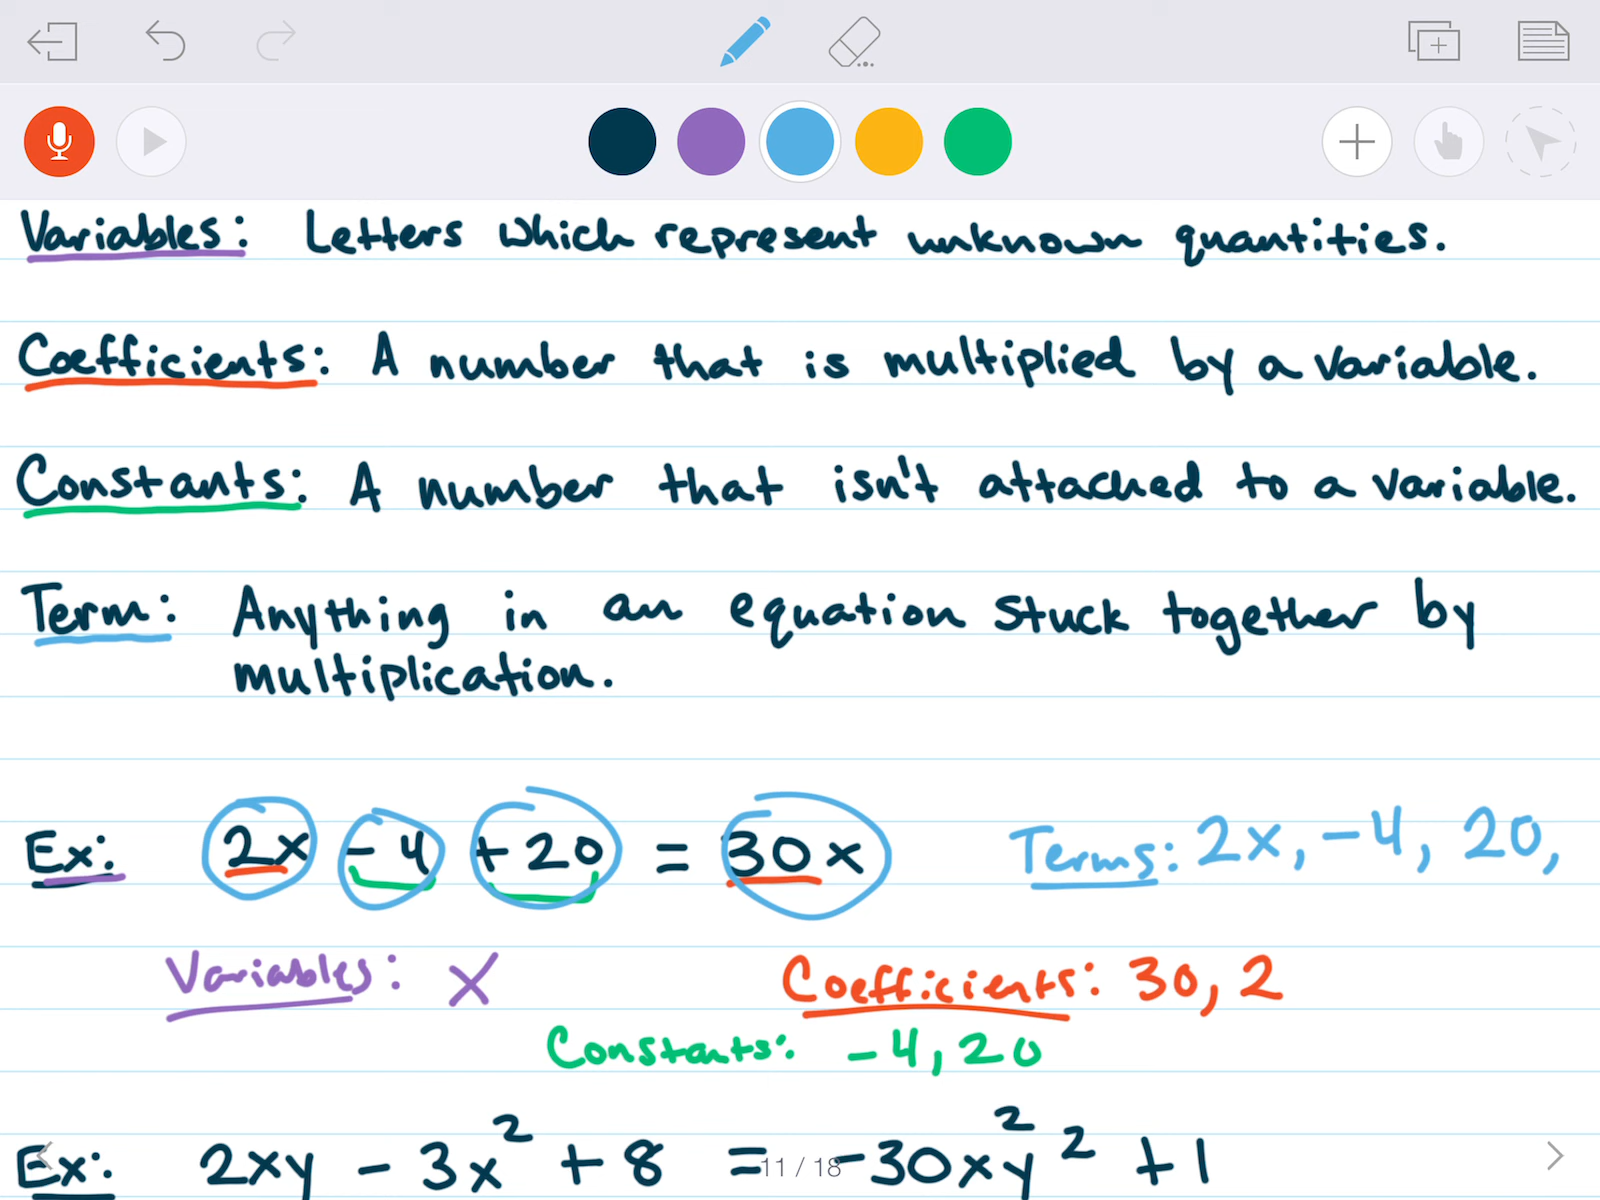 Variables: Letters which represent unknown quantities.
Coefficients: A number that is multiplied by a variable.
Constants: A number that isn't attached to a variable.
Term: Anything in an equation stuck together by
multiplication.
Ex: 2x - 4 + 20 = 30x Terms: 2x, -4, 20,
Variables: x Coefficients: 30, 2
Constants: -4, 20
Ex: 2xy - 3x² + 8 = -30x²y² + 1
11 / 18